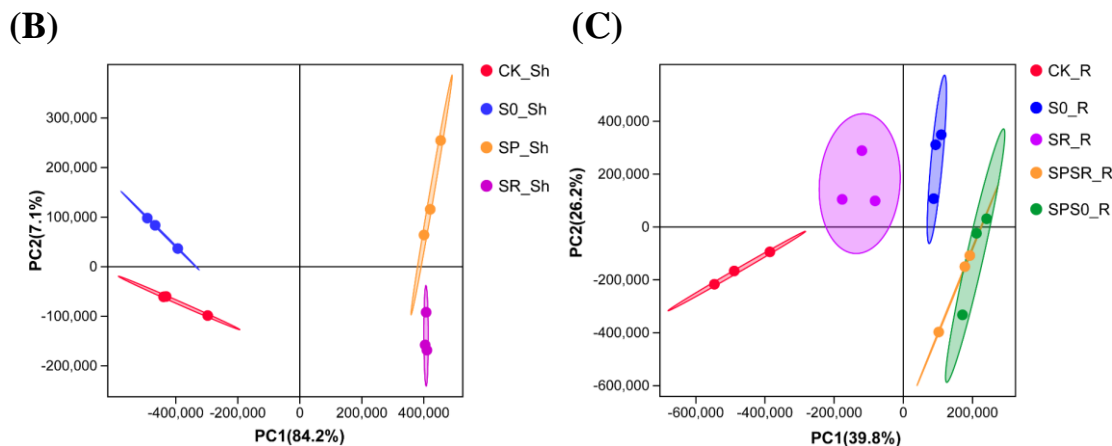 (B)
CK_Sh
S0_Sh
SP_Sh
SR_Sh
300,000
200,000
100,000
0
-100,000
-200,000
PC2(7.1%)
-400,000
-200,000
0
200,000
400,000
PC1(84.2%)
(C)
CK_R
S0_R
SR_R
SPSR_R
SPS0_R
400,000
200,000
0
-200,000
-400,000
-600,000
PC2(26.2%)
-600,000
-400,000
-200,000
0
200,000
PC1(39.8%)